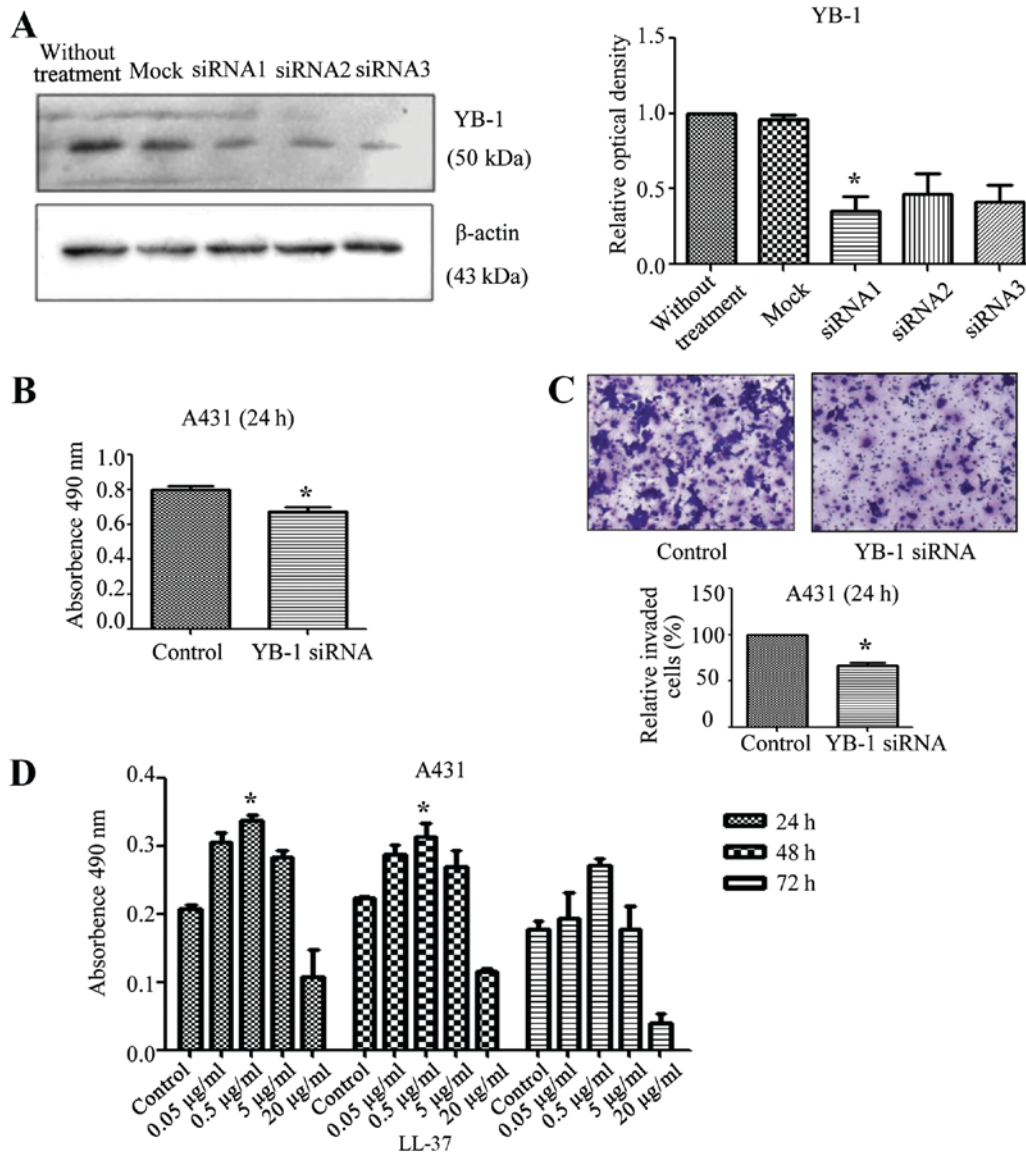 A
Without treatment Mock siRNA1 siRNA2 siRNA3
YB-1
(50 kDa)
β-actin
(43 kDa)
YB-1
Relative optical density
1.5
1.0
0.5
0.0
*
Without treatment
Mock
siRNA1
siRNA2
siRNA3
B
A431 (24 h)
Absorbence 490 nm
1.0
0.8
0.6
0.4
0.2
0.0
*
Control
YB-1 siRNA
C
Control
YB-1 siRNA
A431 (24 h)
Relative invaded cells (%)
150
100
50
0
*
Control
YB-1 siRNA
D
A431
Absorbence 490 nm
0.4
0.3
0.2
0.1
0.0
*
*
24 h
48 h
72 h
Control
0.05 µg/ml
0.5 µg/ml
5 µg/ml
20 µg/ml
Control
0.05 µg/ml
0.5 µg/ml
5 µg/ml
20 µg/ml
Control
0.05 µg/ml
0.5 µg/ml
5 µg/ml
20 µg/ml
LL-37